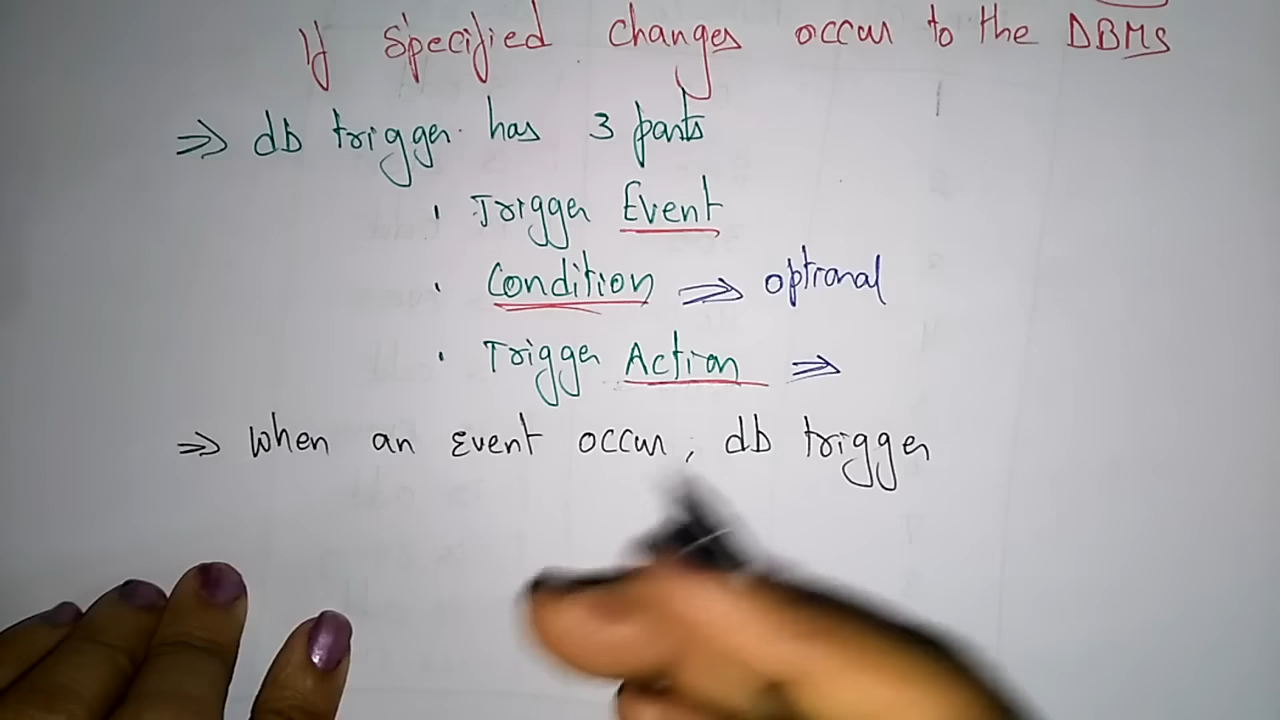 If specified changes occur to the DBMS
⇒ db trigger has 3 parts
· Trigger Event
· Condition ⇒ optional
· Trigger Action ⇒
⇒ When an Event occur, db trigger